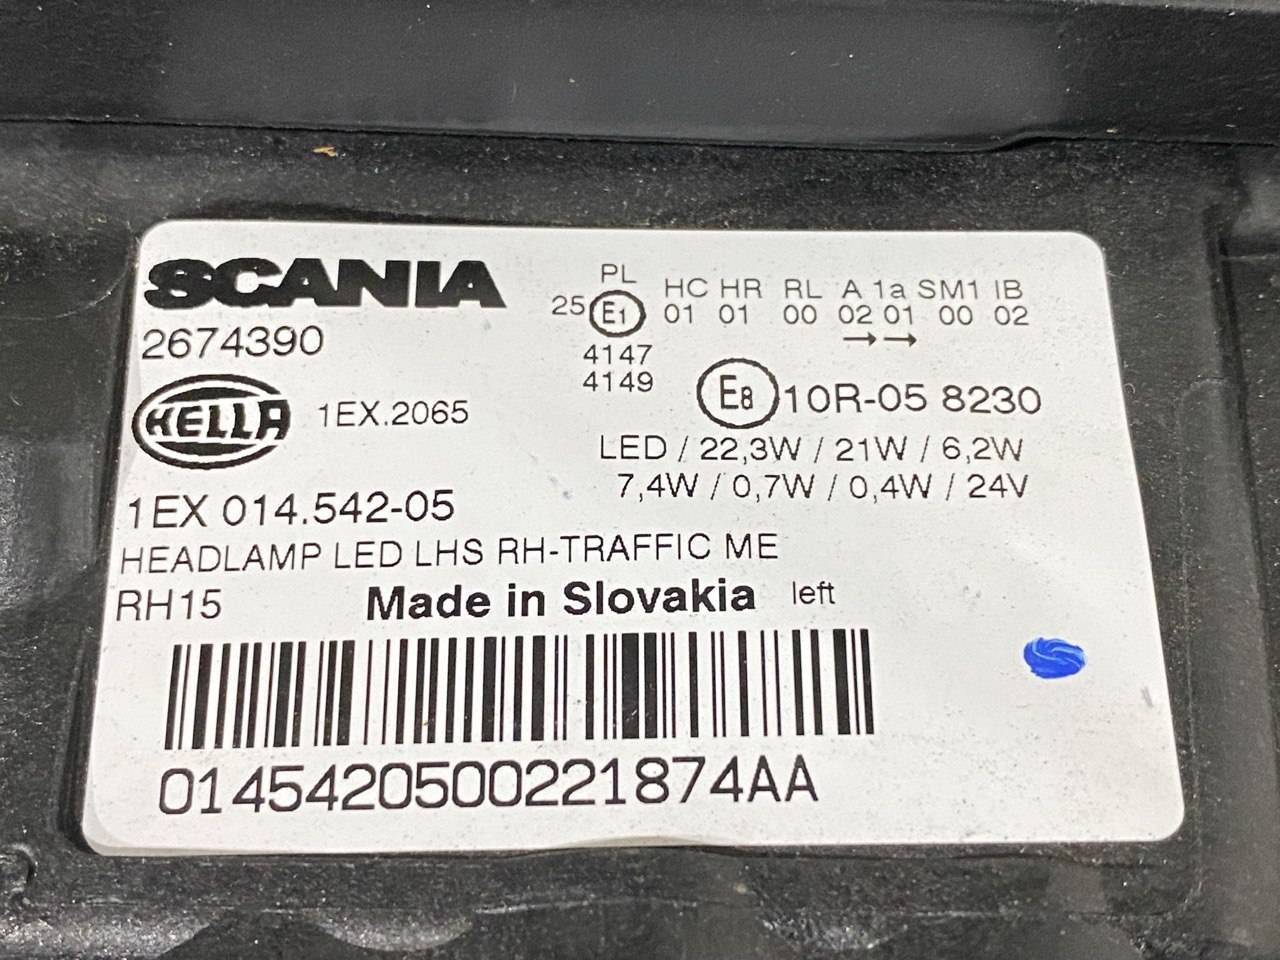 SCANIA
2674390
HELLA 1EX.2065
1EX 014.542-05
HEADLAMP LED LHS RH-TRAFFIC ME
RH15 Made in Slovakia left
PL HC HR RL A 1a SM1 IB
25 E1 01 01 00 02 01 00 02
→→
4147
4149
E8 10R-05 8230
LED / 22,3W / 21W / 6,2W
7,4W / 0,7W / 0,4W / 24V
0145420500221874AA